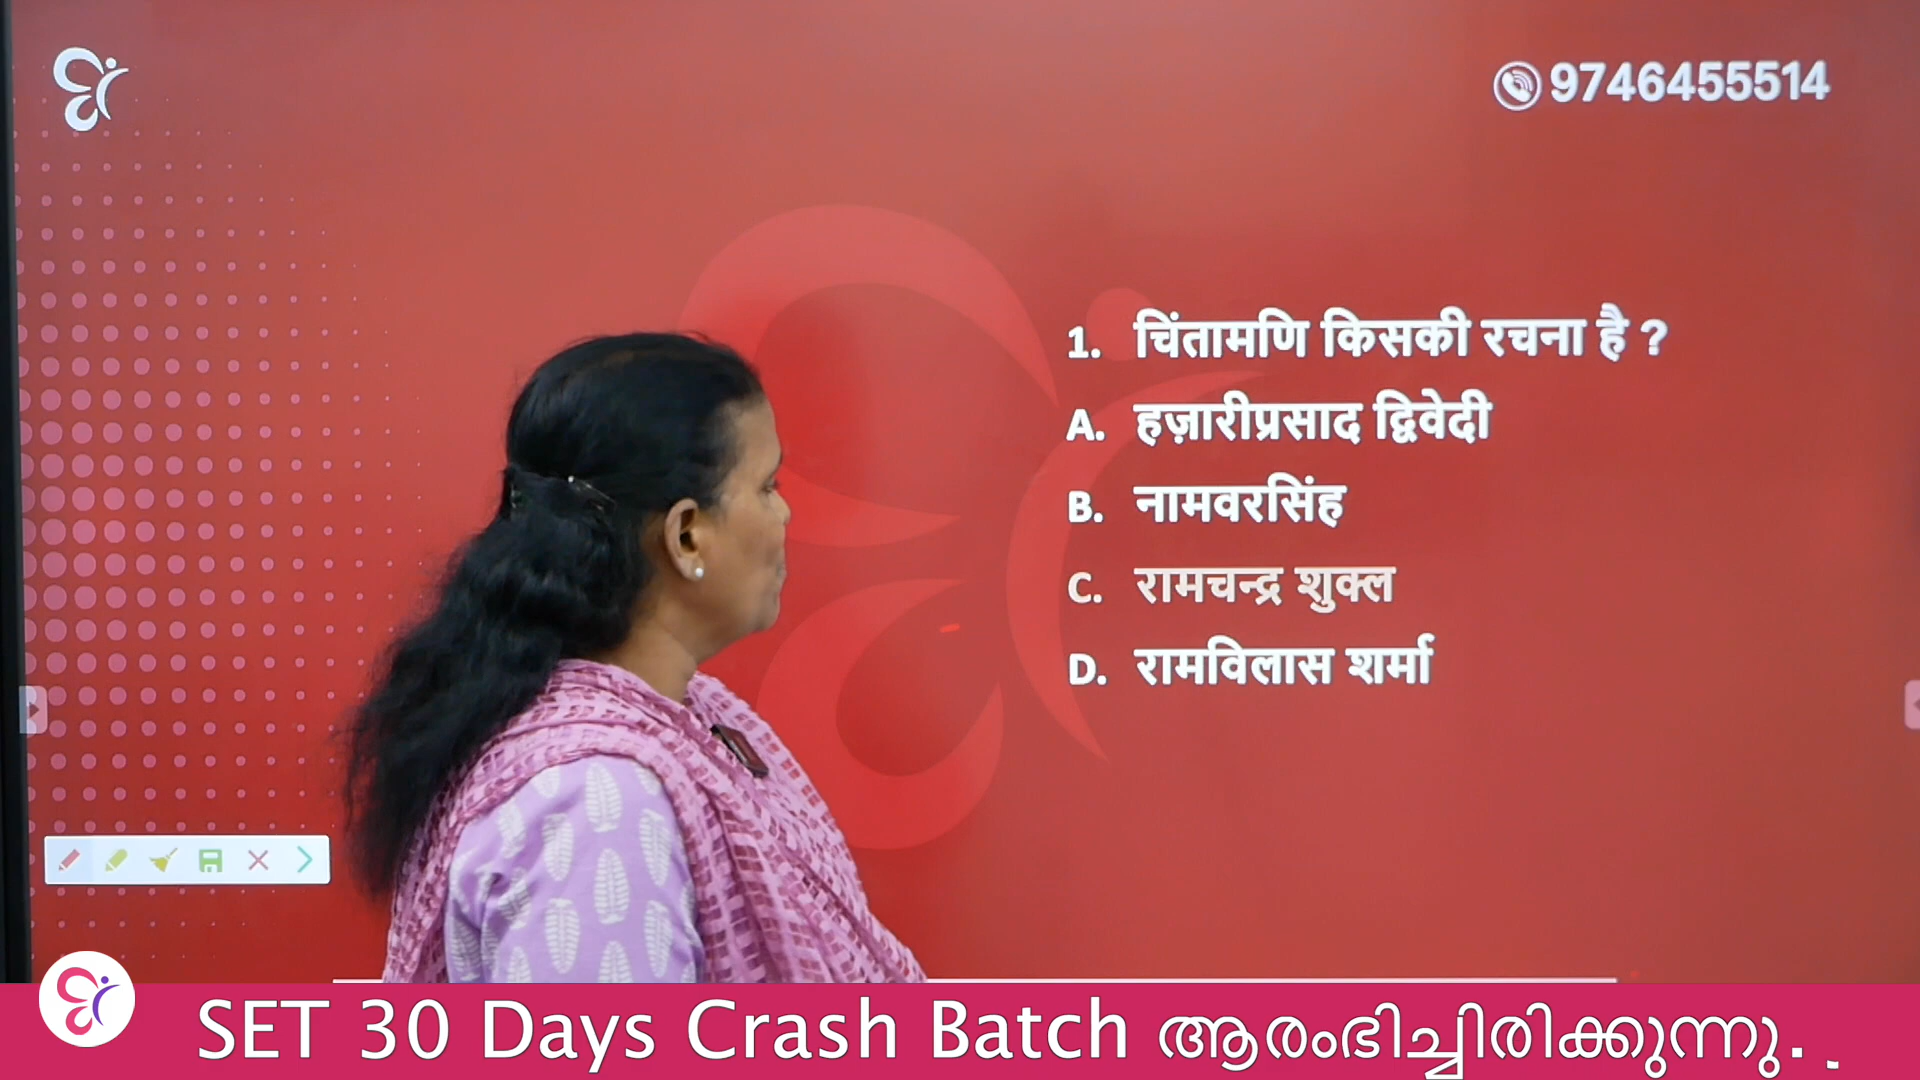 9746455514
1. चिंतामणि किसकी रचना है ?
A. हज़ारीप्रसाद द्विवेदी
B. नामवरसिंह
C. रामचन्द्र शुक्ल
D. रामविलास शर्मा
SET 30 Days Crash Batch ആരംഭിച്ചിരിക്കുന്നു. .